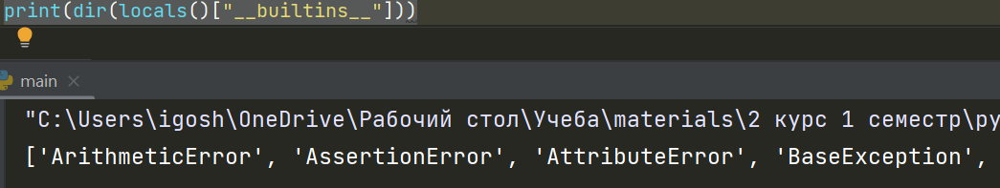 print(dir(locals()["__builtins__"]))
main
"C:\Users\igosh\OneDrive\Рабочий стол\Учеба\materials\2 курс 1 семестр\py
['ArithmeticError', 'AssertionError', 'AttributeError', 'BaseException',